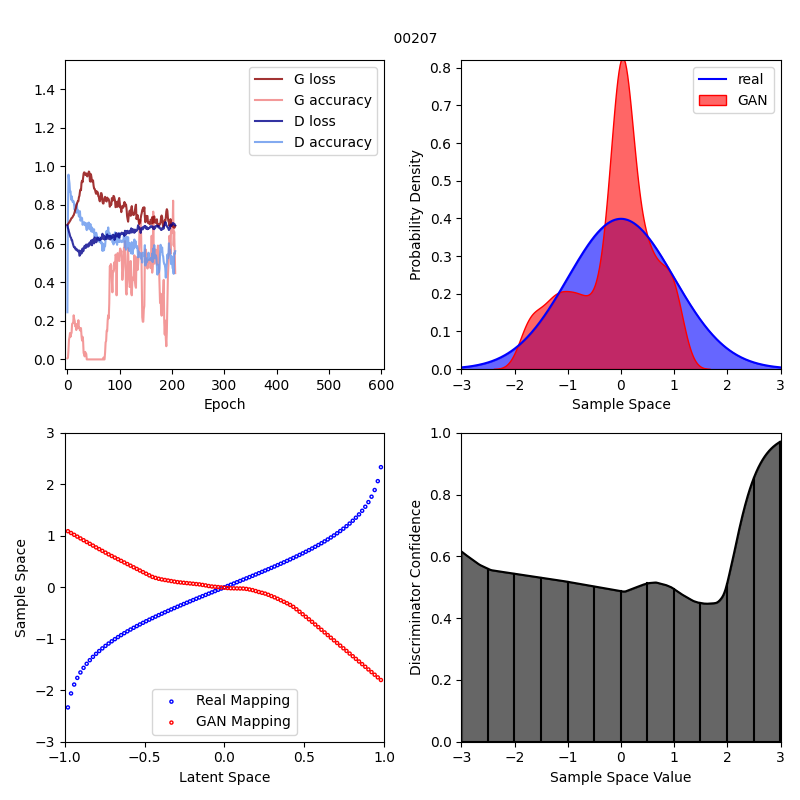 00207
G loss
G accuracy
D loss
D accuracy
1.4
1.2
1.0
0.8
0.6
0.4
0.2
0.0
0 100 200 300 400 500 600
Epoch
real
GAN
Probability Density
0.8
0.7
0.6
0.5
0.4
0.3
0.2
0.1
0.0
−3 −2 −1 0 1 2 3
Sample Space
Sample Space
3
2
1
0
−1
−2
−3
Real Mapping
GAN Mapping
−1.0 −0.5 0.0 0.5 1.0
Latent Space
Discriminator Confidence
1.0
0.8
0.6
0.4
0.2
0.0
−3 −2 −1 0 1 2 3
Sample Space Value